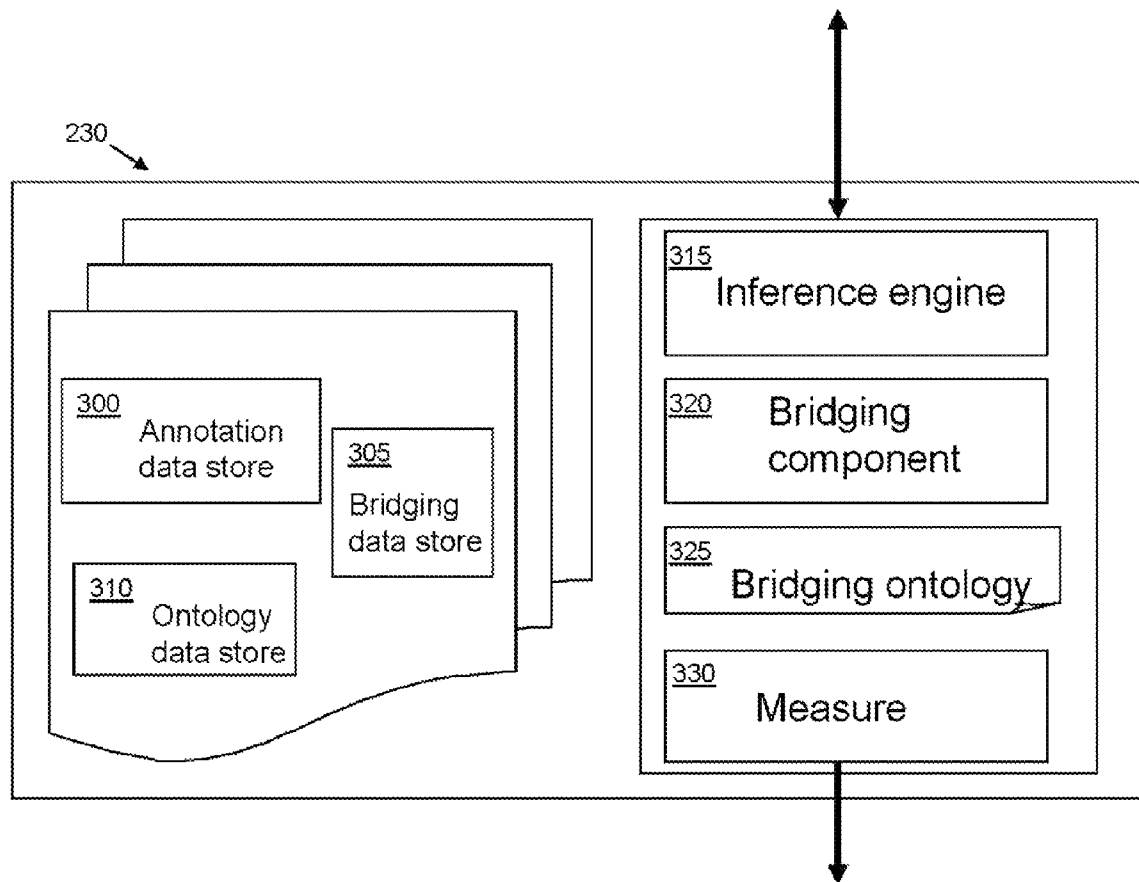 230
300
Annotation
data store
305
Bridging
data store
310
Ontology
data store
315
Inference engine
320
Bridging
component
325
Bridging ontology
330
Measure